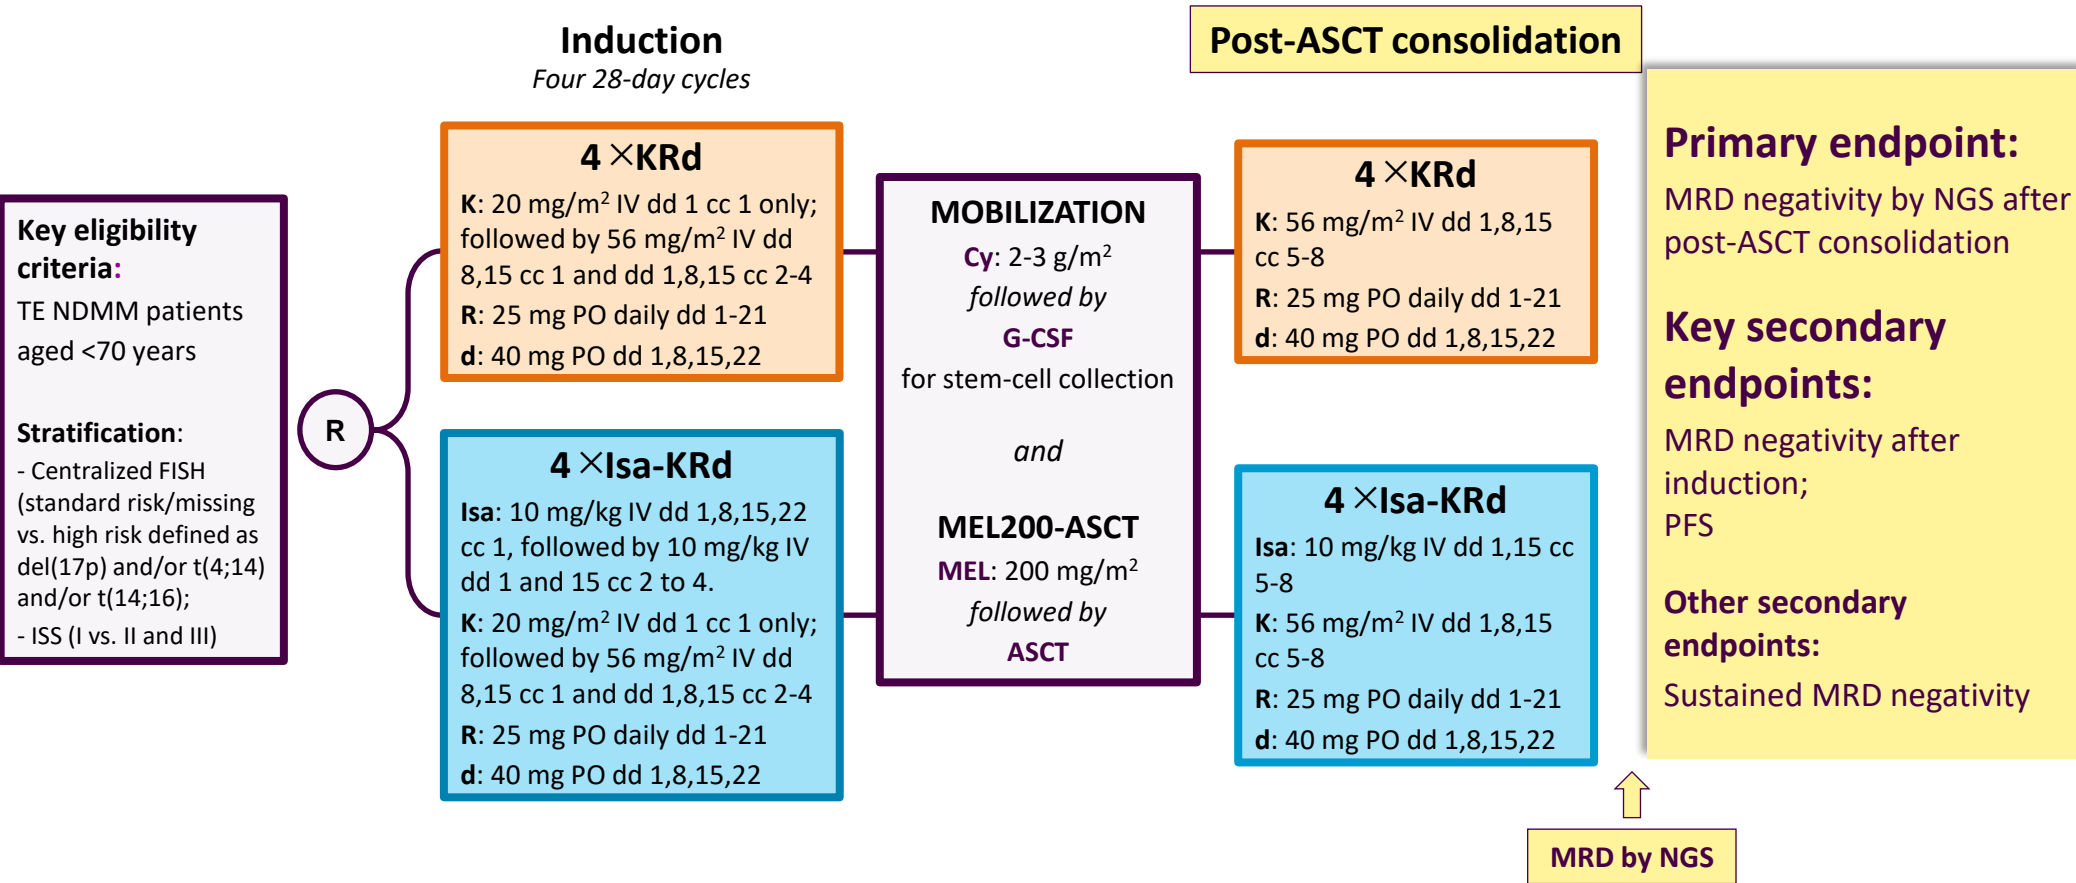 Induction
Four 28-day cycles
Post-ASCT consolidation
Key eligibility
criteria:
TE NDMM patients
aged <70 years
Stratification:
- Centralized FISH
(standard risk/missing
vs. high risk defined as
del(17p) and/or t(4;14)
and/or t(14;16);
- ISS (I vs. II and III)
R
4 ×KRd
K: 20 mg/m² IV dd 1 cc 1 only;
followed by 56 mg/m² IV dd
8,15 cc 1 and dd 1,8,15 cc 2-4
R: 25 mg PO daily dd 1-21
d: 40 mg PO dd 1,8,15,22
4 ×Isa-KRd
Isa: 10 mg/kg IV dd 1,8,15,22
cc 1, followed by 10 mg/kg IV
dd 1 and 15 cc 2 to 4.
K: 20 mg/m² IV dd 1 cc 1 only;
followed by 56 mg/m² IV dd
8,15 cc 1 and dd 1,8,15 cc 2-4
R: 25 mg PO daily dd 1-21
d: 40 mg PO dd 1,8,15,22
MOBILIZATION
Cy: 2-3 g/m²
followed by
G-CSF
for stem-cell collection
and
MEL200-ASCT
MEL: 200 mg/m²
followed by
ASCT
4 ×KRd
K: 56 mg/m² IV dd 1,8,15
cc 5-8
R: 25 mg PO daily dd 1-21
d: 40 mg PO dd 1,8,15,22
4 ×Isa-KRd
Isa: 10 mg/kg IV dd 1,15 cc
5-8
K: 56 mg/m² IV dd 1,8,15
cc 5-8
R: 25 mg PO daily dd 1-21
d: 40 mg PO dd 1,8,15,22
Primary endpoint:
MRD negativity by NGS after
post-ASCT consolidation
Key secondary
endpoints:
MRD negativity after
induction;
PFS
Other secondary
endpoints:
Sustained MRD negativity
MRD by NGS